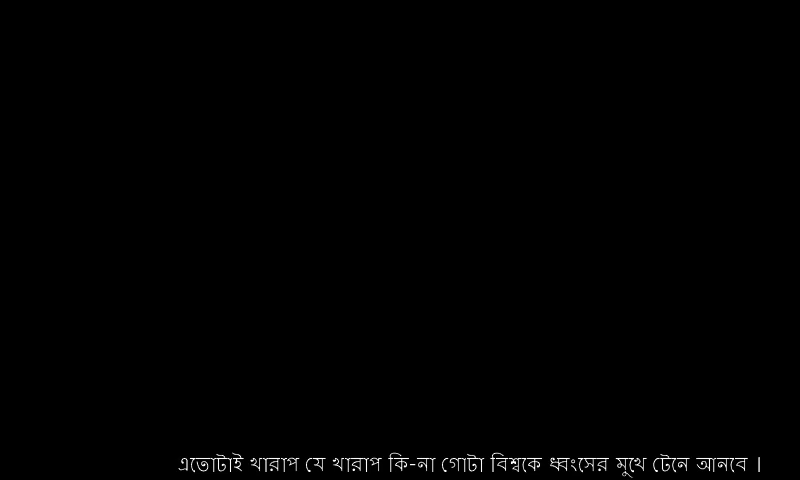 এতোটাই খারাপ যে খারাপ কি-না গোটা বিশ্বকে ধ্বংসের মুখে টেনে আনবে ।